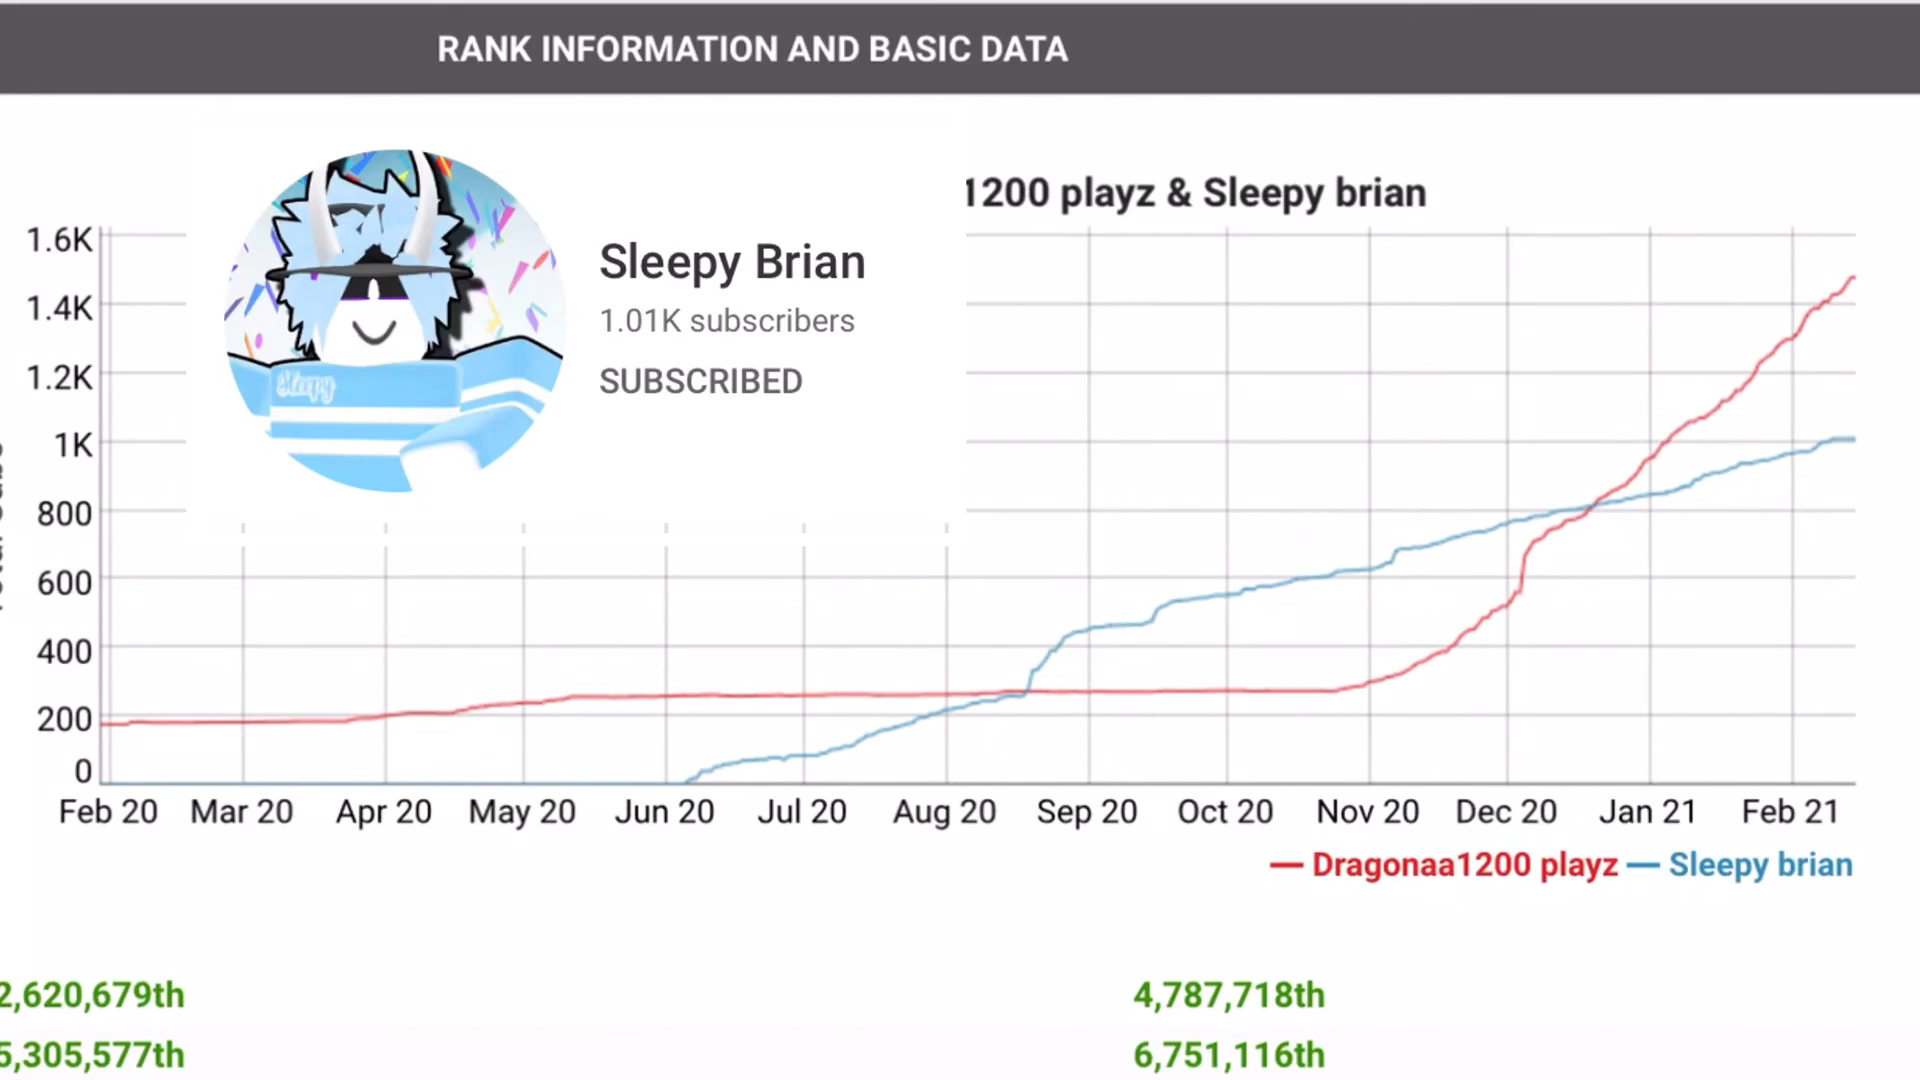 RANK INFORMATION AND BASIC DATA
1200 playz & Sleepy brian
Sleepy Brian
1.01K subscribers
SUBSCRIBED
Sleepy
1.6K
1.4K
1.2K
1K
800
600
400
200
0
Feb 20 Mar 20 Apr 20 May 20 Jun 20 Jul 20 Aug 20 Sep 20 Oct 20 Nov 20 Dec 20 Jan 21 Feb 21
Dragonaa1200 playz Sleepy brian
2,620,679th 4,787,718th
5,305,577th 6,751,116th